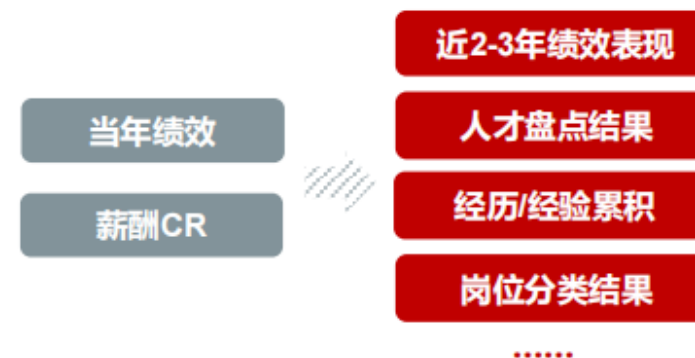 当年绩效
薪酬CR
近2-3年绩效表现
人才盘点结果
经历/经验累积
岗位分类结果
......